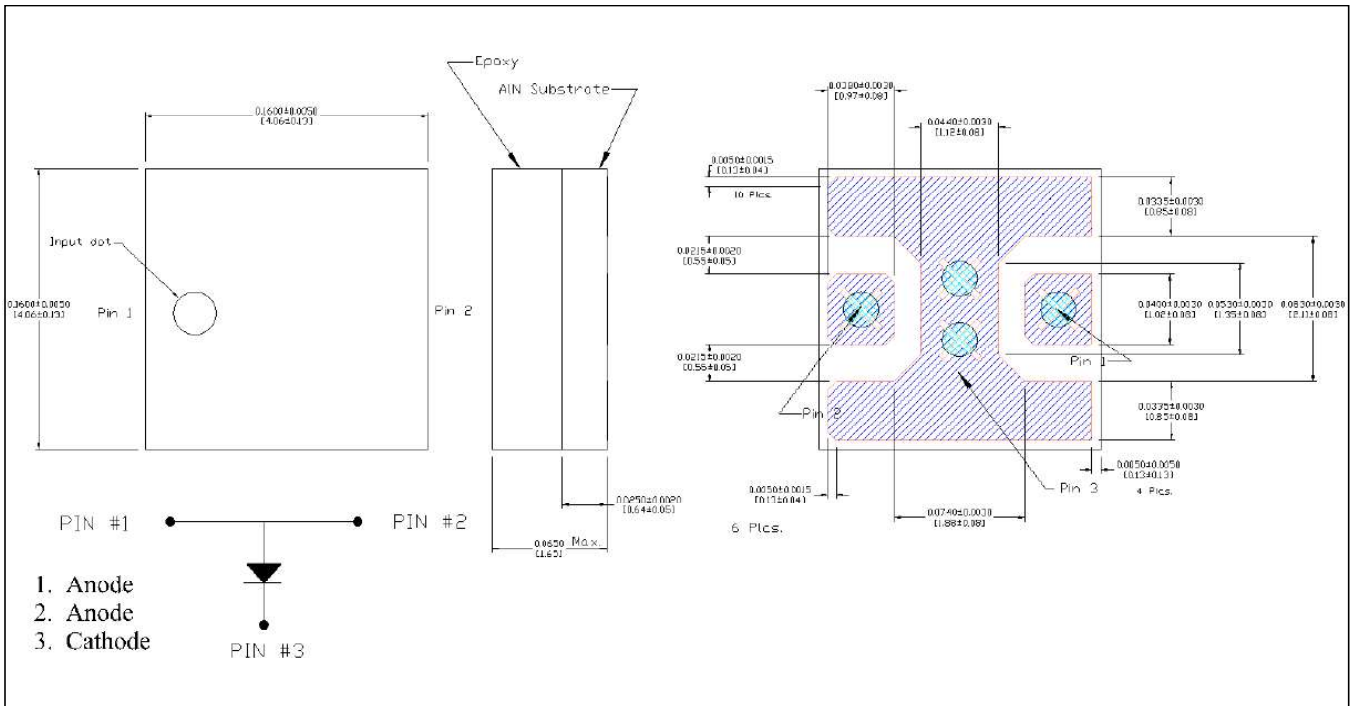 Epoxy
AlN Substrate
0.1600±0.0050
[4.06±0.13]
Input dot
0.1600±0.0050
[4.06±0.13]
Pin 1
Pin 2
0.0250±0.0020
[0.64±0.05]
0.0650 Max.
[1.65]
0.0380±0.0030
[0.97±0.08]
0.0440±0.0030
[1.12±0.08]
0.0050±0.0015
[0.13±0.04]
10 Plcs
0.0335±0.0030
[0.85±0.08]
0.0215±0.0020
[0.55±0.05]
0.0400±0.0030
[1.02±0.08]
0.0530±0.0030
[1.35±0.08]
0.0830±0.0030
[2.11±0.08]
0.0215±0.0020
[0.55±0.05]
Pin 1
Pin 2
0.0335±0.0030
[0.85±0.08]
0.0050±0.0050
[0.13±0.13]
4 Plcs.
Pin 3
0.0050±0.0015
[0.13±0.04]
6 Plcs.
0.0740±0.0030
[1.88±0.08]
PIN #1
PIN #2
1. Anode
2. Anode
3. Cathode
PIN #3